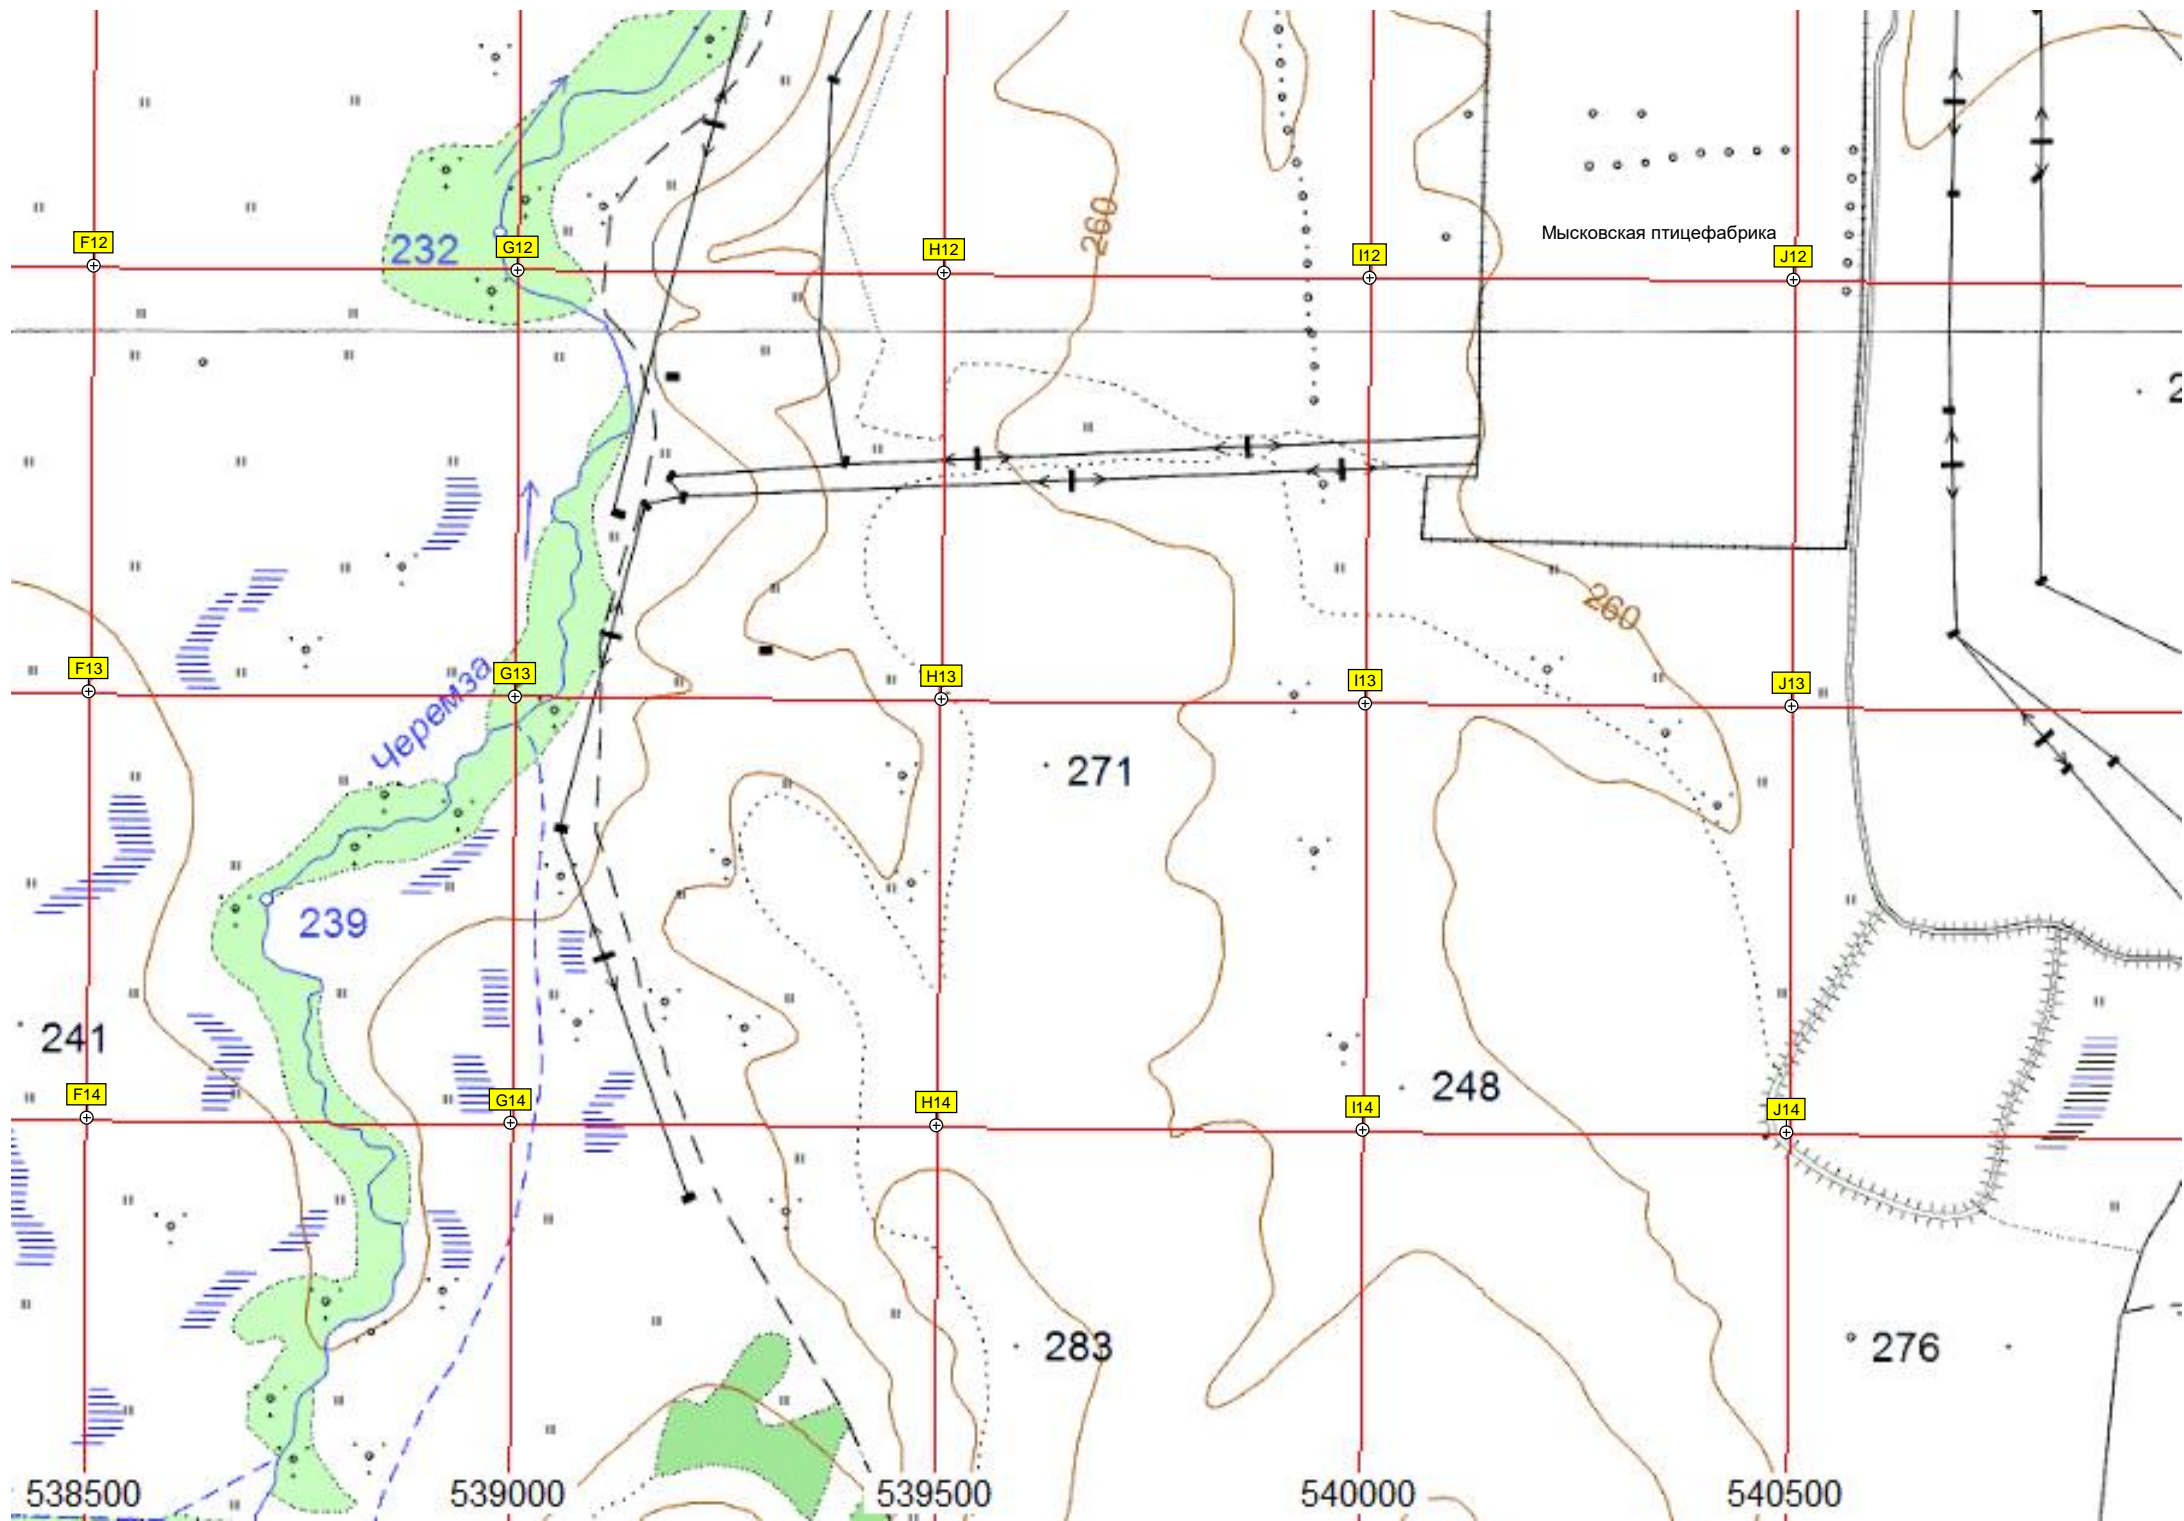 260
Мысковская птицефабрика
F12
232
G12
H12
I12
J12
2
260
F13
Черемза
G13
H13
I13
J13
271
239
241
248
F14
G14
H14
I14
J14
283
276
538500
539000
539500
540000
540500